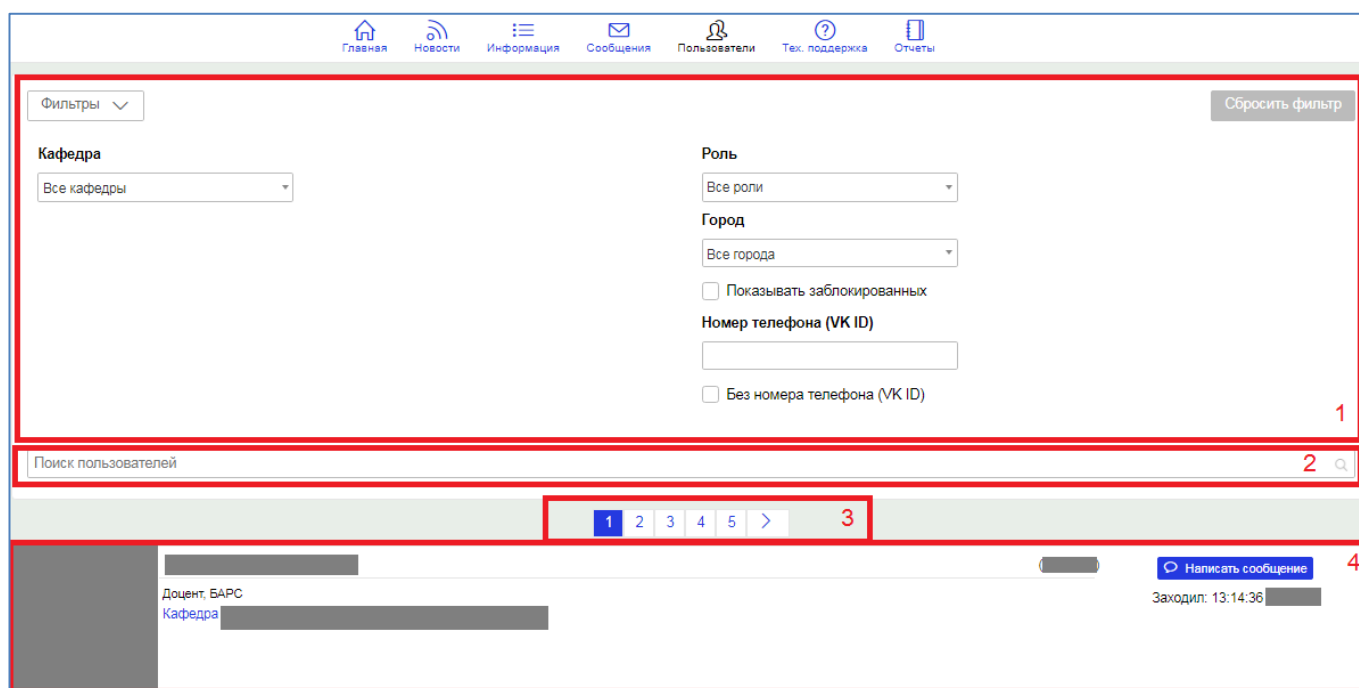 Главная Новости Информация Сообщения Пользователи Тех. поддержка Отчеты
Фильтры Сбросить фильтр
Кафедра Роль
Все кафедры Все роли
Город
Все города
Показывать заблокированных
Номер телефона (VK ID)
Без номера телефона (VK ID)
1
Поиск пользователей 2
1 2 3 4 5 > 3
4
( ) Написать сообщение
Доцент, БАРС Заходил: 13:14:36
Кафедра